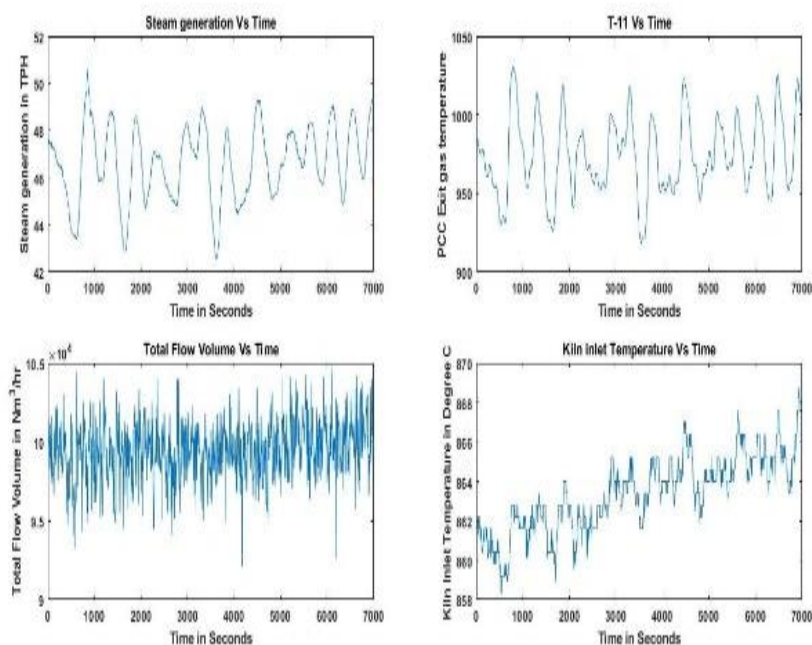 Steam generation Vs Time
52
50
48
46
44
42
Steam generation in TPH
0 1000 2000 3000 4000 5000 6000 7000
Time in Seconds
T-11 Vs Time
1050
1000
950
900
PCC Exit gas temperature
0 1000 2000 3000 4000 5000 6000 7000
Time in Seconds
Total Flow Volume Vs Time
×10⁴
10.5
10
9.5
9
Total Flow Volume in Nm³/hr
0 1000 2000 3000 4000 5000 6000 7000
Time in Seconds
Kiln inlet Temperature Vs Time
870
868
866
864
862
860
858
Kiln Inlet Temperature in Degree C
0 1000 2000 3000 4000 5000 6000 7000
Time in Seconds